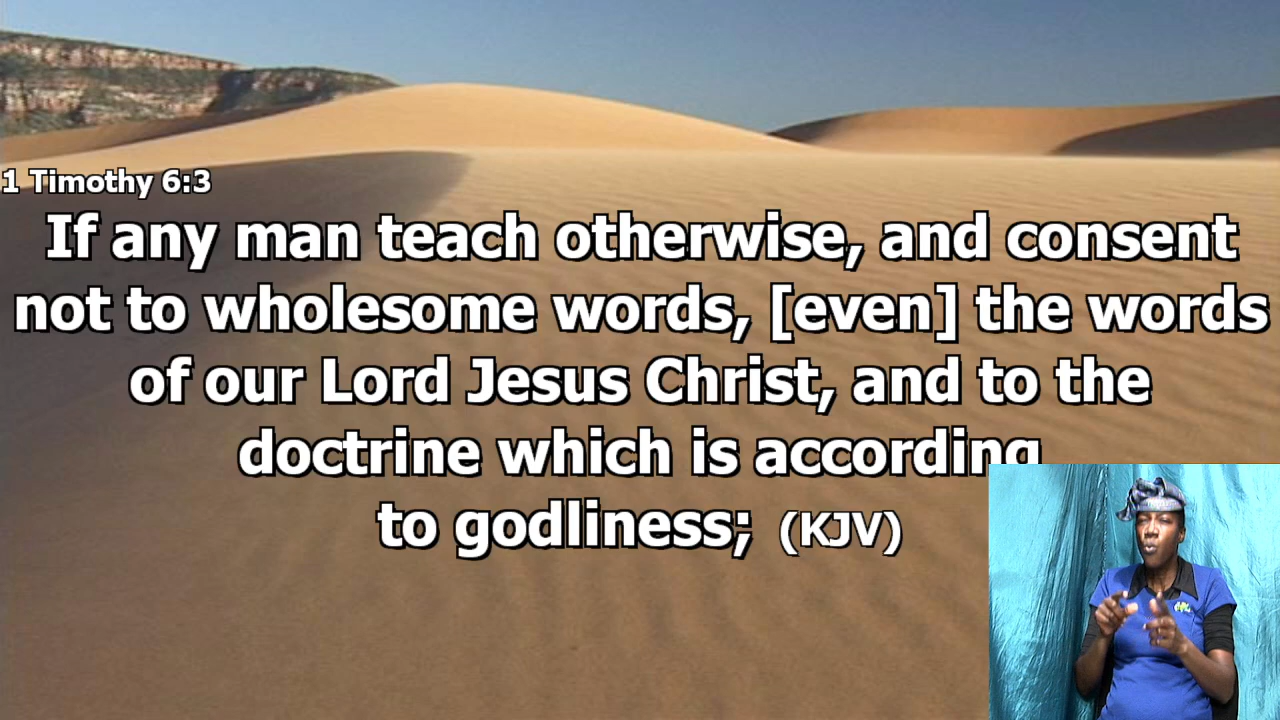 1 Timothy 6:3
If any man teach otherwise, and consent
not to wholesome words, [even] the words
of our Lord Jesus Christ, and to the
doctrine which is according
to godliness; (KJV)